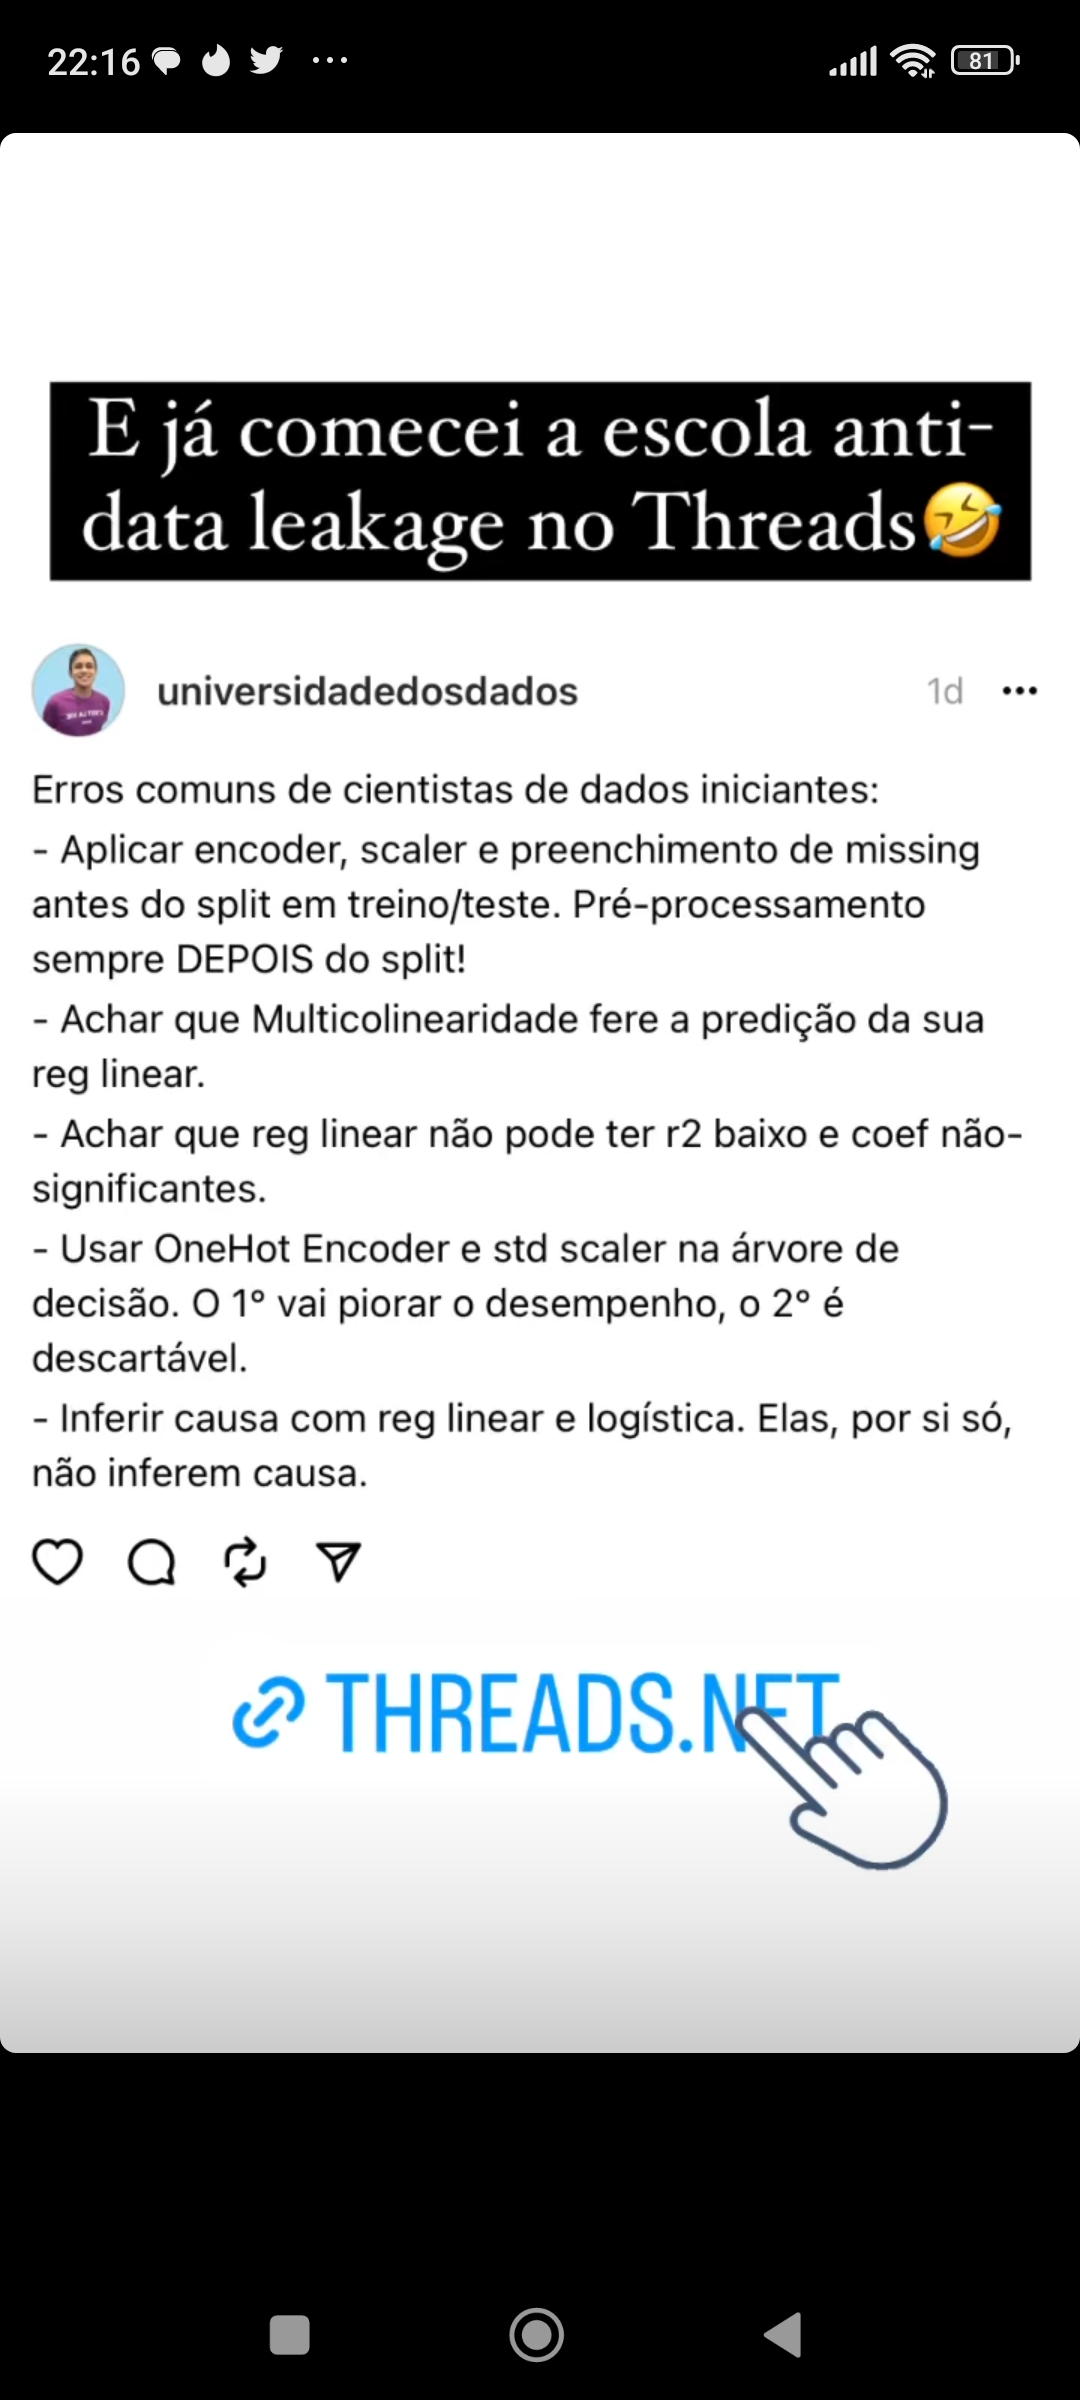 22:16
81
E já comecei a escola anti-
data leakage no Threads🤣
universidadedosdados
1d
Erros comuns de cientistas de dados iniciantes:
- Aplicar encoder, scaler e preenchimento de missing
antes do split em treino/teste. Pré-processamento
sempre DEPOIS do split!
- Achar que Multicolinearidade fere a predição da sua
reg linear.
- Achar que reg linear não pode ter r2 baixo e coef não-
significantes.
- Usar OneHot Encoder e std scaler na árvore de
decisão. O 1º vai piorar o desempenho, o 2º é
descartável.
- Inferir causa com reg linear e logística. Elas, por si só,
não inferem causa.
THREADS.NET